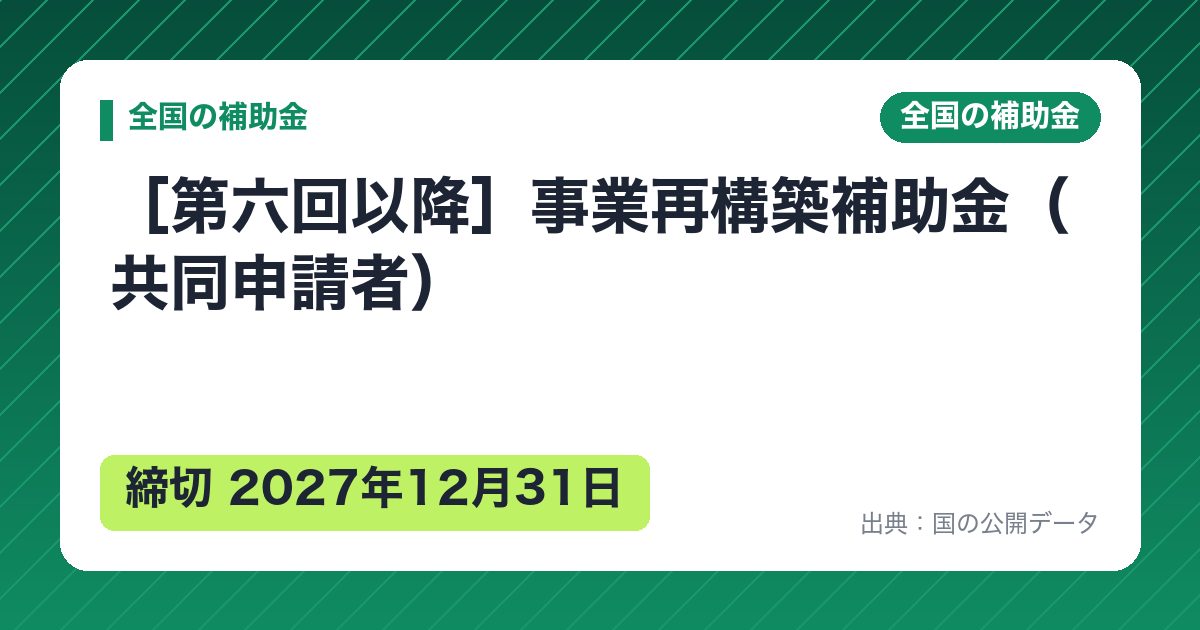 全国の補助金
全国の補助金
［第六回以降］事業再構築補助金（
共同申請者）
締切 2027年12月31日
出典：国の公開データ